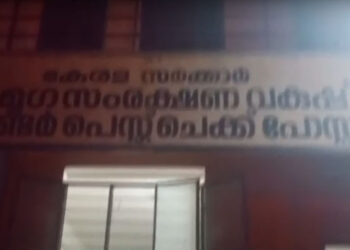 കേരള സർക്കാർ
മൃഗസംരക്ഷണ വകുപ്പ്
പെസ്റ്റ് ചെക്ക് പോസ്റ്റ്